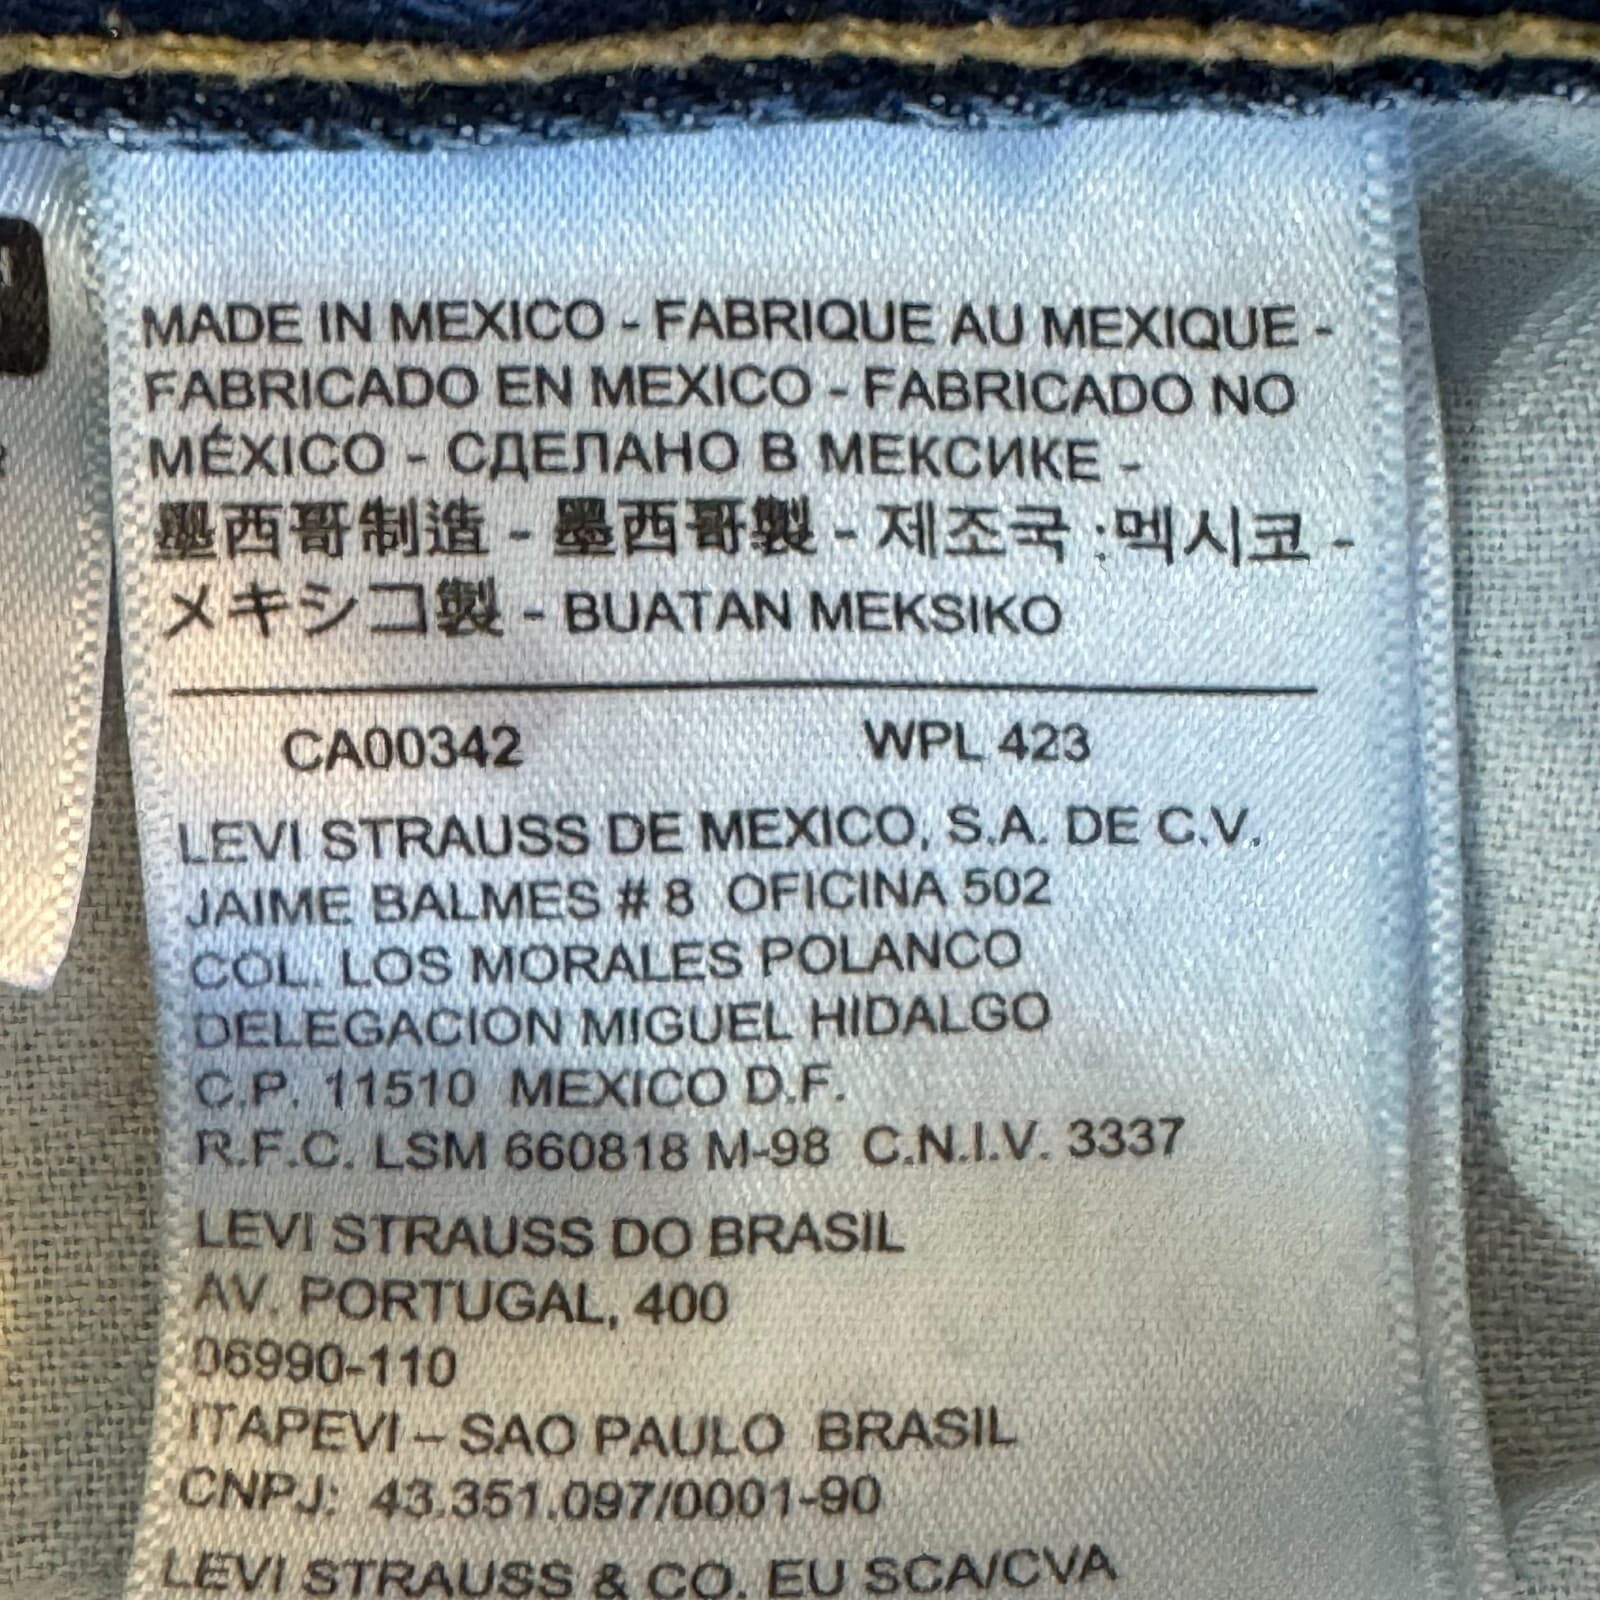 MADE IN MEXICO - FABRIQUE AU MEXIQUE -
FABRICADO EN MEXICO - FABRICADO NO
MÉXICO - СДЕЛАНО В МЕКСИКЕ -
墨西哥制造 - 墨西哥製 - 제조국 :멕시코 -
メキシコ製 - BUATAN MEKSIKO
CA00342 WPL 423
LEVI STRAUSS DE MEXICO, S.A. DE C.V.
JAIME BALMES # 8 OFICINA 502
COL. LOS MORALES POLANCO
DELEGACION MIGUEL HIDALGO
C.P. 11510 MEXICO D.F.
R.F.C. LSM 660818 M-98 C.N.I.V. 3337
LEVI STRAUSS DO BRASIL
AV. PORTUGAL, 400
06990-110
ITAPEVI – SAO PAULO BRASIL
CNPJ: 43.351.097/0001-90
LEVI STRAUSS & CO. EU SCA/CVA